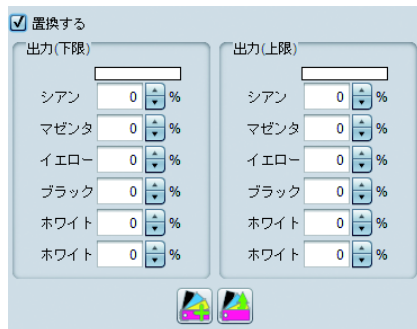 置換する
出力(下限)
シアン 0 %
マゼンタ 0 %
イエロー 0 %
ブラック 0 %
ホワイト 0 %
ホワイト 0 %
出力(上限)
シアン 0 %
マゼンタ 0 %
イエロー 0 %
ブラック 0 %
ホワイト 0 %
ホワイト 0 %